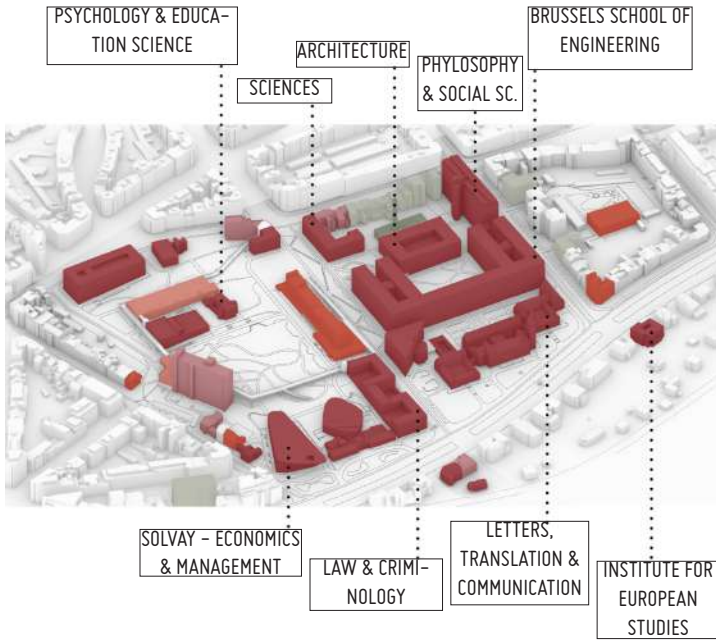 PSYCHOLOGY & EDUCA-
TION SCIENCE
SCIENCES
ARCHITECTURE
PHYLOSOPHY
& SOCIAL SC.
BRUSSELS SCHOOL OF
ENGINEERING
SOLVAY - ECONOMICS
& MANAGEMENT
LAW & CRIMI-
NOLOGY
LETTERS,
TRANSLATION &
COMMUNICATION
INSTITUTE FOR
EUROPEAN
STUDIES